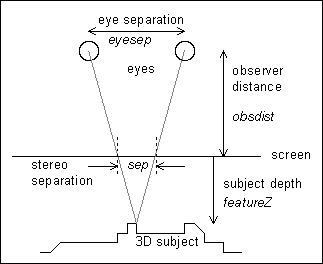 eye separation
eyesep
eyes
observer
distance
obsdist
screen
stereo
separation
sep
subject depth
featureZ
3D subject